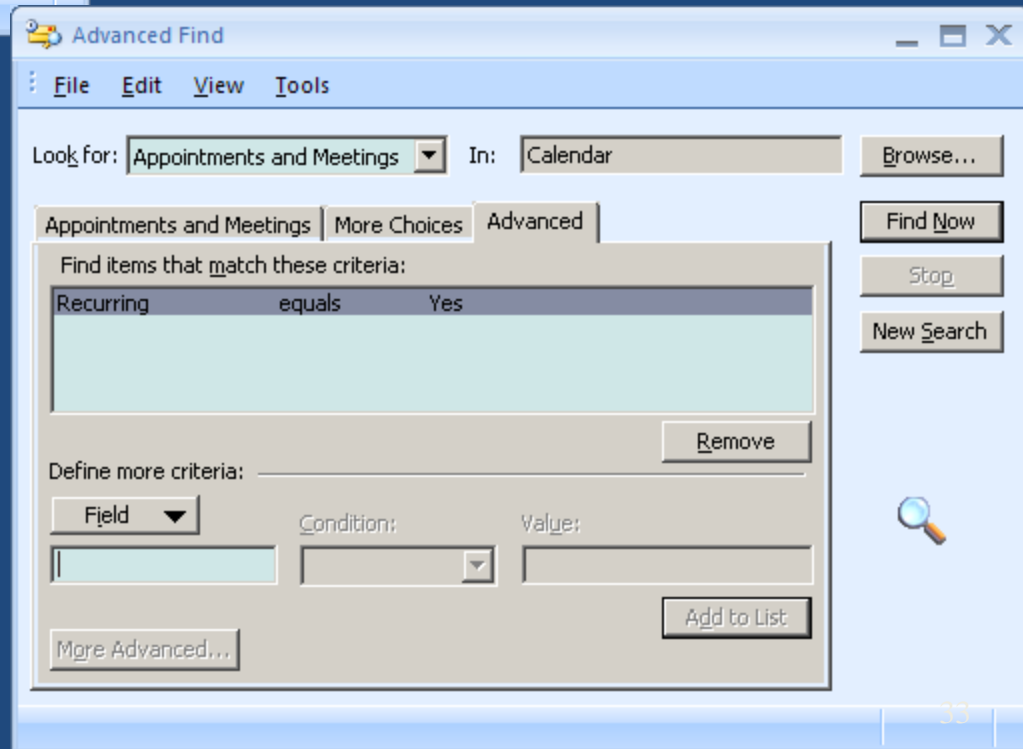 Advanced Find
File Edit View Tools
Look for: Appointments and Meetings In: Calendar Browse...
Appointments and Meetings More Choices Advanced Find Now
Find items that match these criteria:
Stop
Recurring equals Yes
New Search
Remove
Define more criteria:
Field Condition: Value:
Add to List
More Advanced...
33